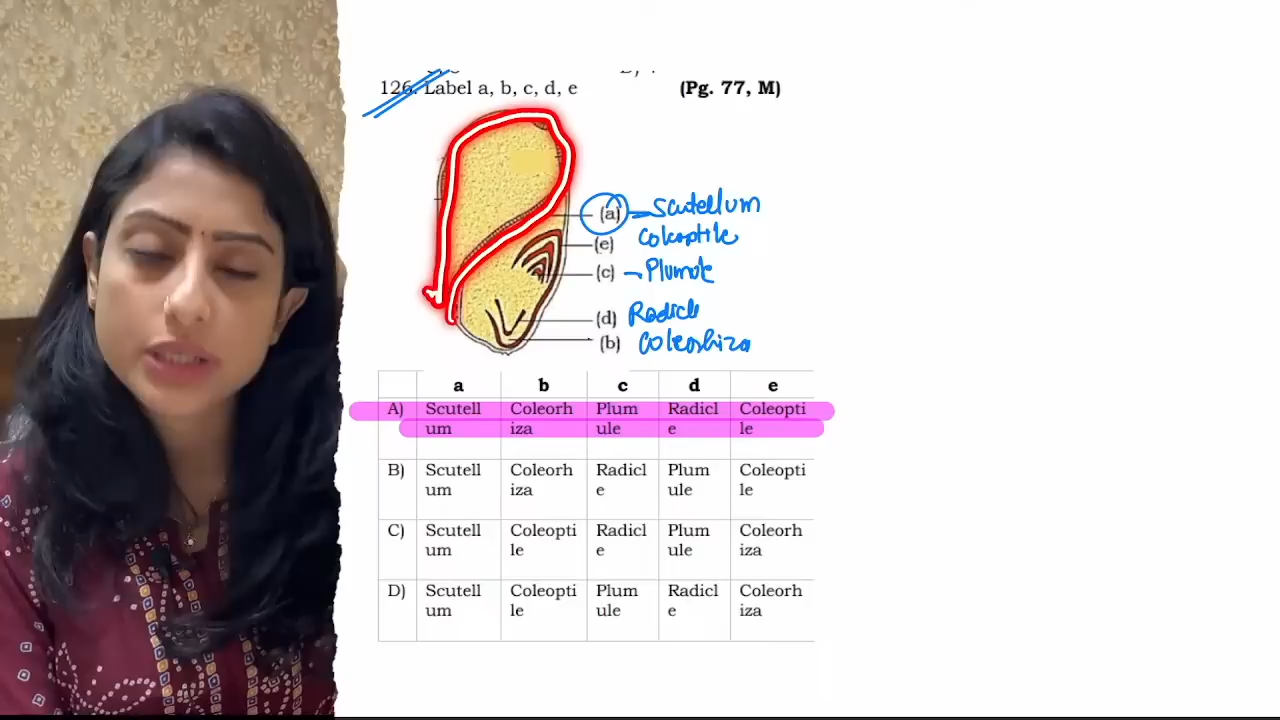 126. Label a, b, c, d, e (Pg. 77, M)
(a) Scutellum
(e) Coleoptile
(c) Plumule
(d) Radicle
(b) Coleorhiza
a b c d e
A) Scutell Coleorh Plum Radicl Coleopti
um iza ule e le
B) Scutell Coleorh Radicl Plum Coleopti
um iza e ule le
C) Scutell Coleopti Radicl Plum Coleorh
um le e ule iza
D) Scutell Coleopti Plum Radicl Coleorh
um le ule e iza